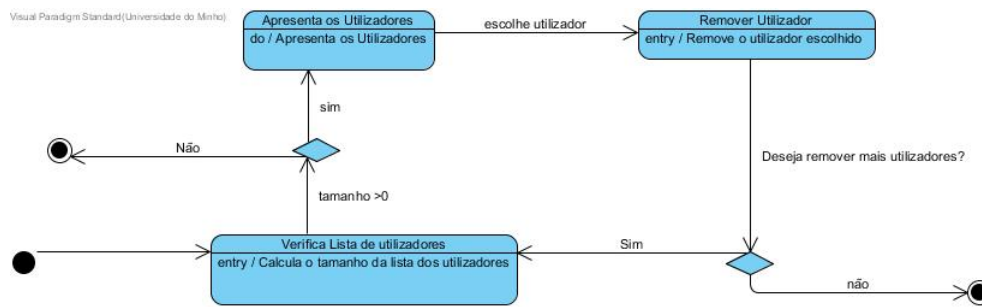 Visual Paradigm Standard(Universidade do Minho)
Apresenta os Utilizadores
do / Apresenta os Utilizadores
escolhe utilizador
Remover Utilizador
entry / Remove o utilizador escolhido
sim
Não
Deseja remover mais utilizadores?
tamanho >0
Verifica Lista de utilizadores
entry / Calcula o tamanho da lista dos utilizadores
Sim
não